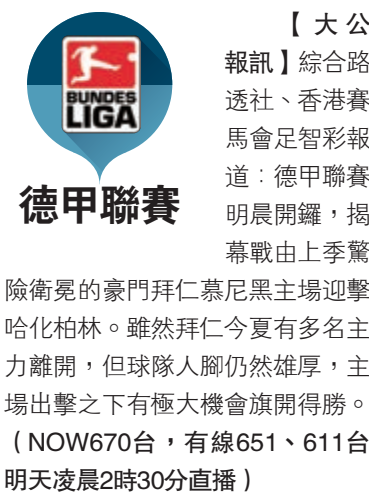 BUNDES
LIGA
德甲聯賽
【大公
報訊】綜合路
透社、香港賽
馬會足智彩報
道：德甲聯賽
明晨開鑼，揭
幕戰由上季驚
險衛冕的豪門拜仁慕尼黑主場迎擊
哈化柏林。雖然拜仁今夏有多名主
力離開，但球隊人腳仍然雄厚，主
場出擊之下有極大機會旗開得勝。
（NOW670台，有線651、611台
明天凌晨2時30分直播）